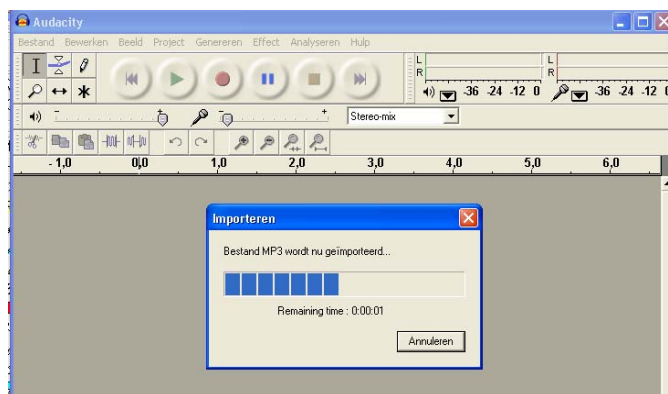 Audacity
Bestand Bewerken Beeld Project Genereren Effect Analyseren Hulp
L
R
-36 -24 -12 0
L
R
-36 -24 -12 0
Stereo-mix
- 1,0 0,0 1,0 2,0 3,0 4,0 5,0 6,0
Importeren
Bestand MP3 wordt nu geïmporteerd...
Remaining time : 0:00:01
Annuleren